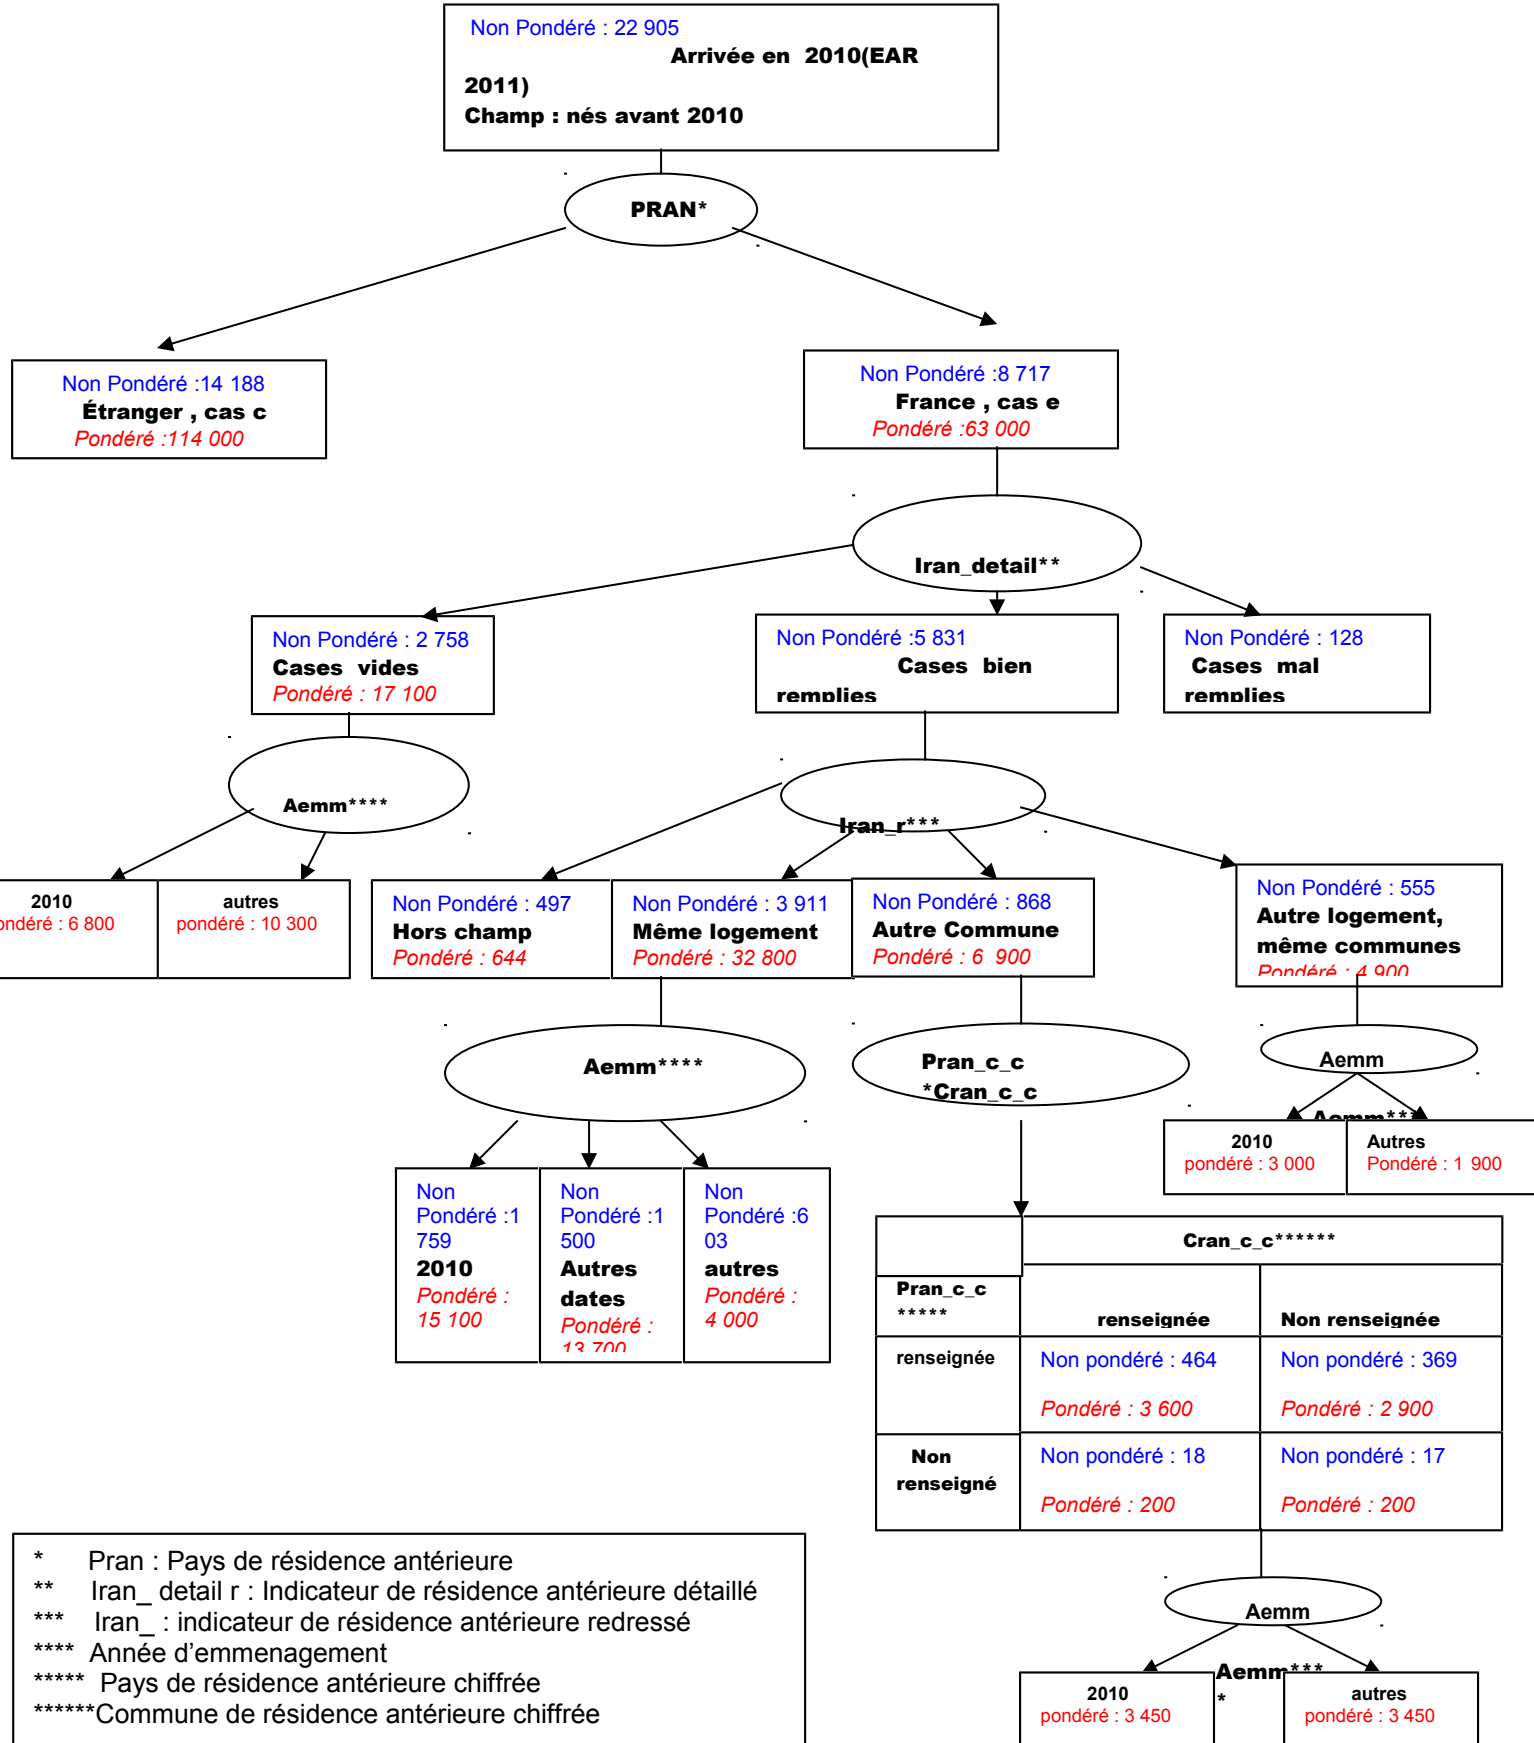 Non Pondéré : 22 905
Arrivée en 2010(EAR
2011)
Champ : nés avant 2010
PRAN*
Non Pondéré :14 188
Étranger , cas c
Pondéré :114 000
Non Pondéré :8 717
France , cas e
Pondéré :63 000
Iran_detail**
Non Pondéré : 2 758
Cases vides
Pondéré : 17 100
Non Pondéré :5 831
Cases bien
remplies
Non Pondéré : 128
Cases mal
remplies
Aemm****
Iran_r***
2010
ondéré : 6 800
autres
pondéré : 10 300
Non Pondéré : 497
Hors champ
Pondéré : 644
Non Pondéré : 3 911
Même logement
Pondéré : 32 800
Non Pondéré : 868
Autre Commune
Pondéré : 6 900
Non Pondéré : 555
Autre logement,
même communes
Pondéré : 4 900
Aemm****
Pran_c_c
*Cran_c_c
Aemm
Aemm***
2010
pondéré : 3 000
Autres
Pondéré : 1 900
Non
Pondéré :1
759
2010
Pondéré :
15 100
Non
Pondéré :1
500
Autres
dates
Pondéré :
13 700
Non
Pondéré :6
03
autres
Pondéré :
4 000
Cran_c_c******
Pran_c_c
*****
renseignée
Non renseignée
renseignée
Non pondéré : 464
Pondéré : 3 600
Non pondéré : 369
Pondéré : 2 900
Non
renseigné
Non pondéré : 18
Pondéré : 200
Non pondéré : 17
Pondéré : 200
Aemm
Aemm***
*
2010
pondéré : 3 450
autres
pondéré : 3 450
* Pran : Pays de résidence antérieure
** Iran_ detail r : Indicateur de résidence antérieure détaillé
*** Iran_ : indicateur de résidence antérieure redressé
**** Année d’emmenagement
***** Pays de résidence antérieure chiffrée
******Commune de résidence antérieure chiffrée